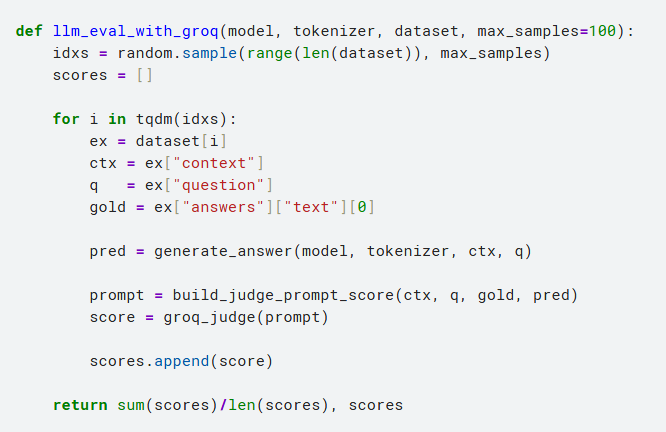 def llm_eval_with_groq(model, tokenizer, dataset, max_samples=100):
    idxs = random.sample(range(len(dataset)), max_samples)
    scores = []

    for i in tqdm(idxs):
        ex = dataset[i]
        ctx = ex["context"]
        q   = ex["question"]
        gold = ex["answers"]["text"][0]

        pred = generate_answer(model, tokenizer, ctx, q)

        prompt = build_judge_prompt_score(ctx, q, gold, pred)
        score = groq_judge(prompt)

        scores.append(score)

    return sum(scores)/len(scores), scores